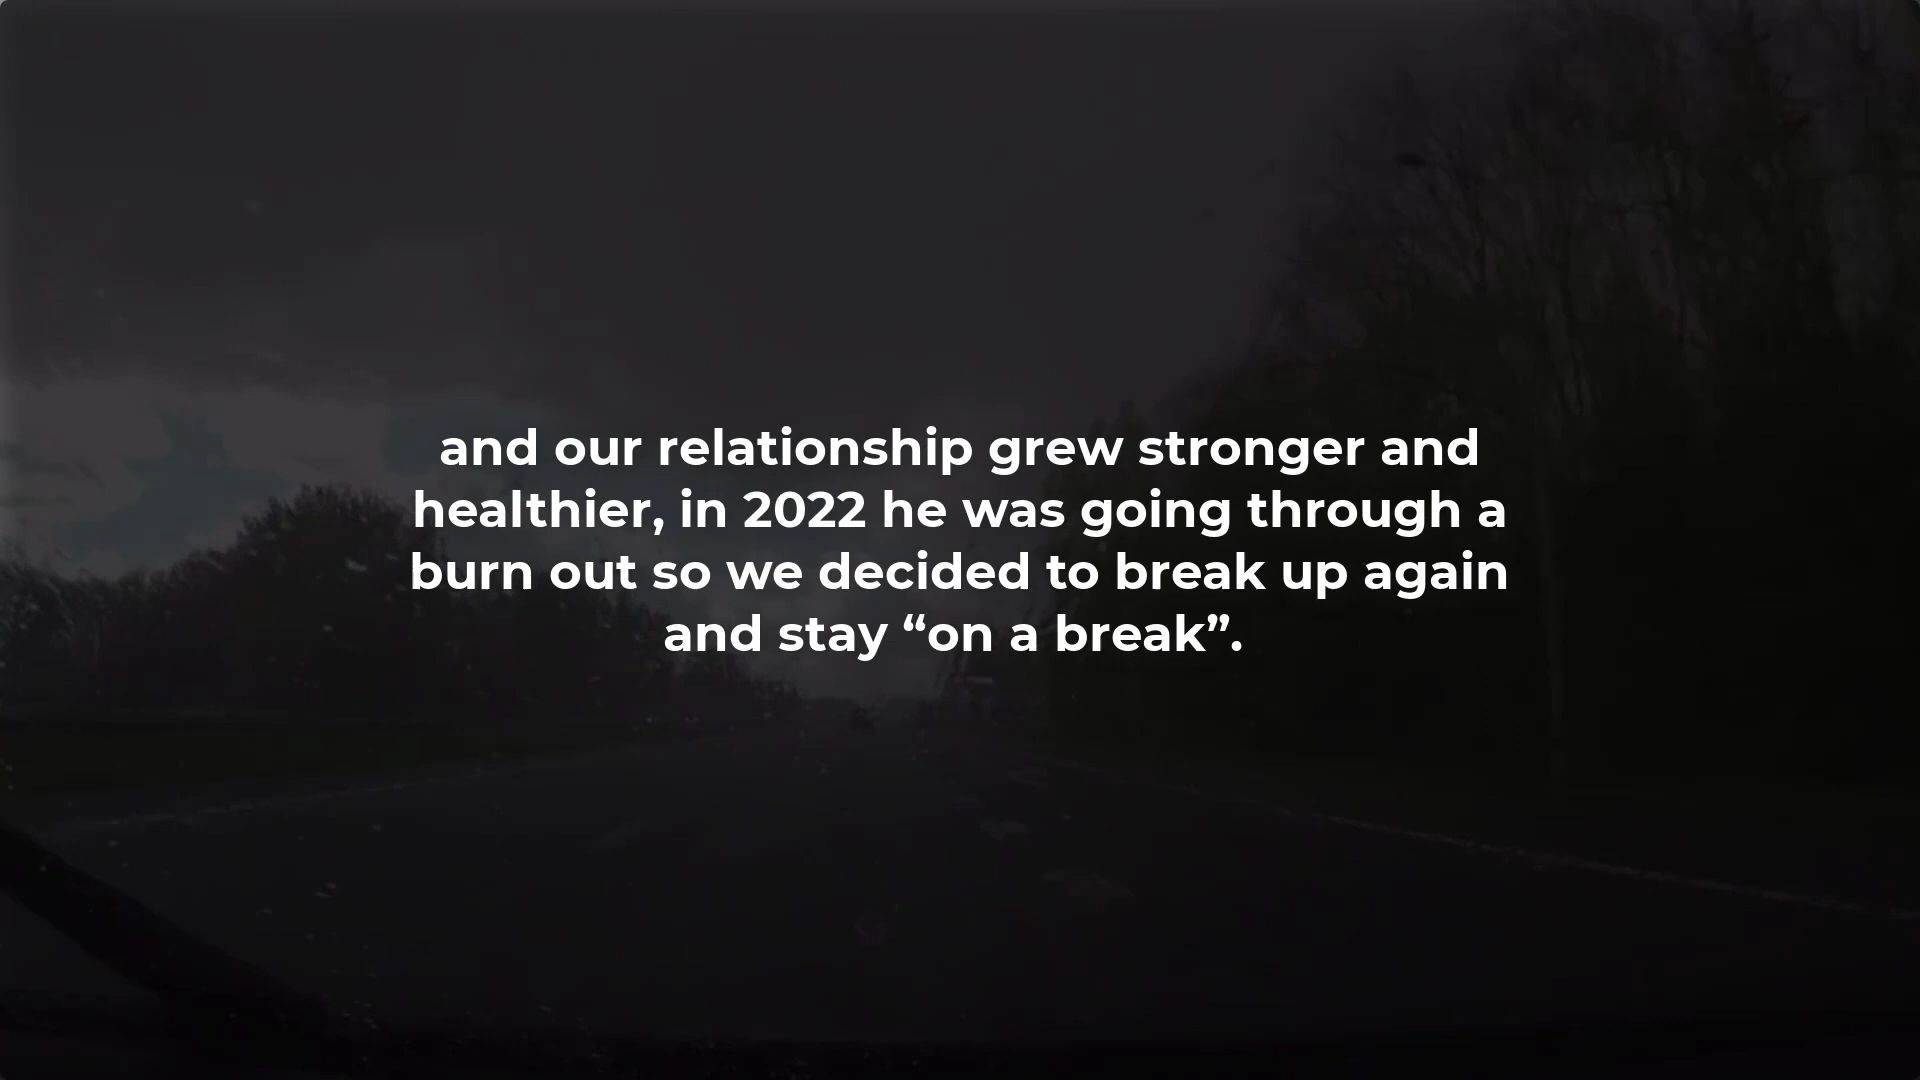 and our relationship grew stronger and
healthier, in 2022 he was going through a
burn out so we decided to break up again
and stay “on a break”.